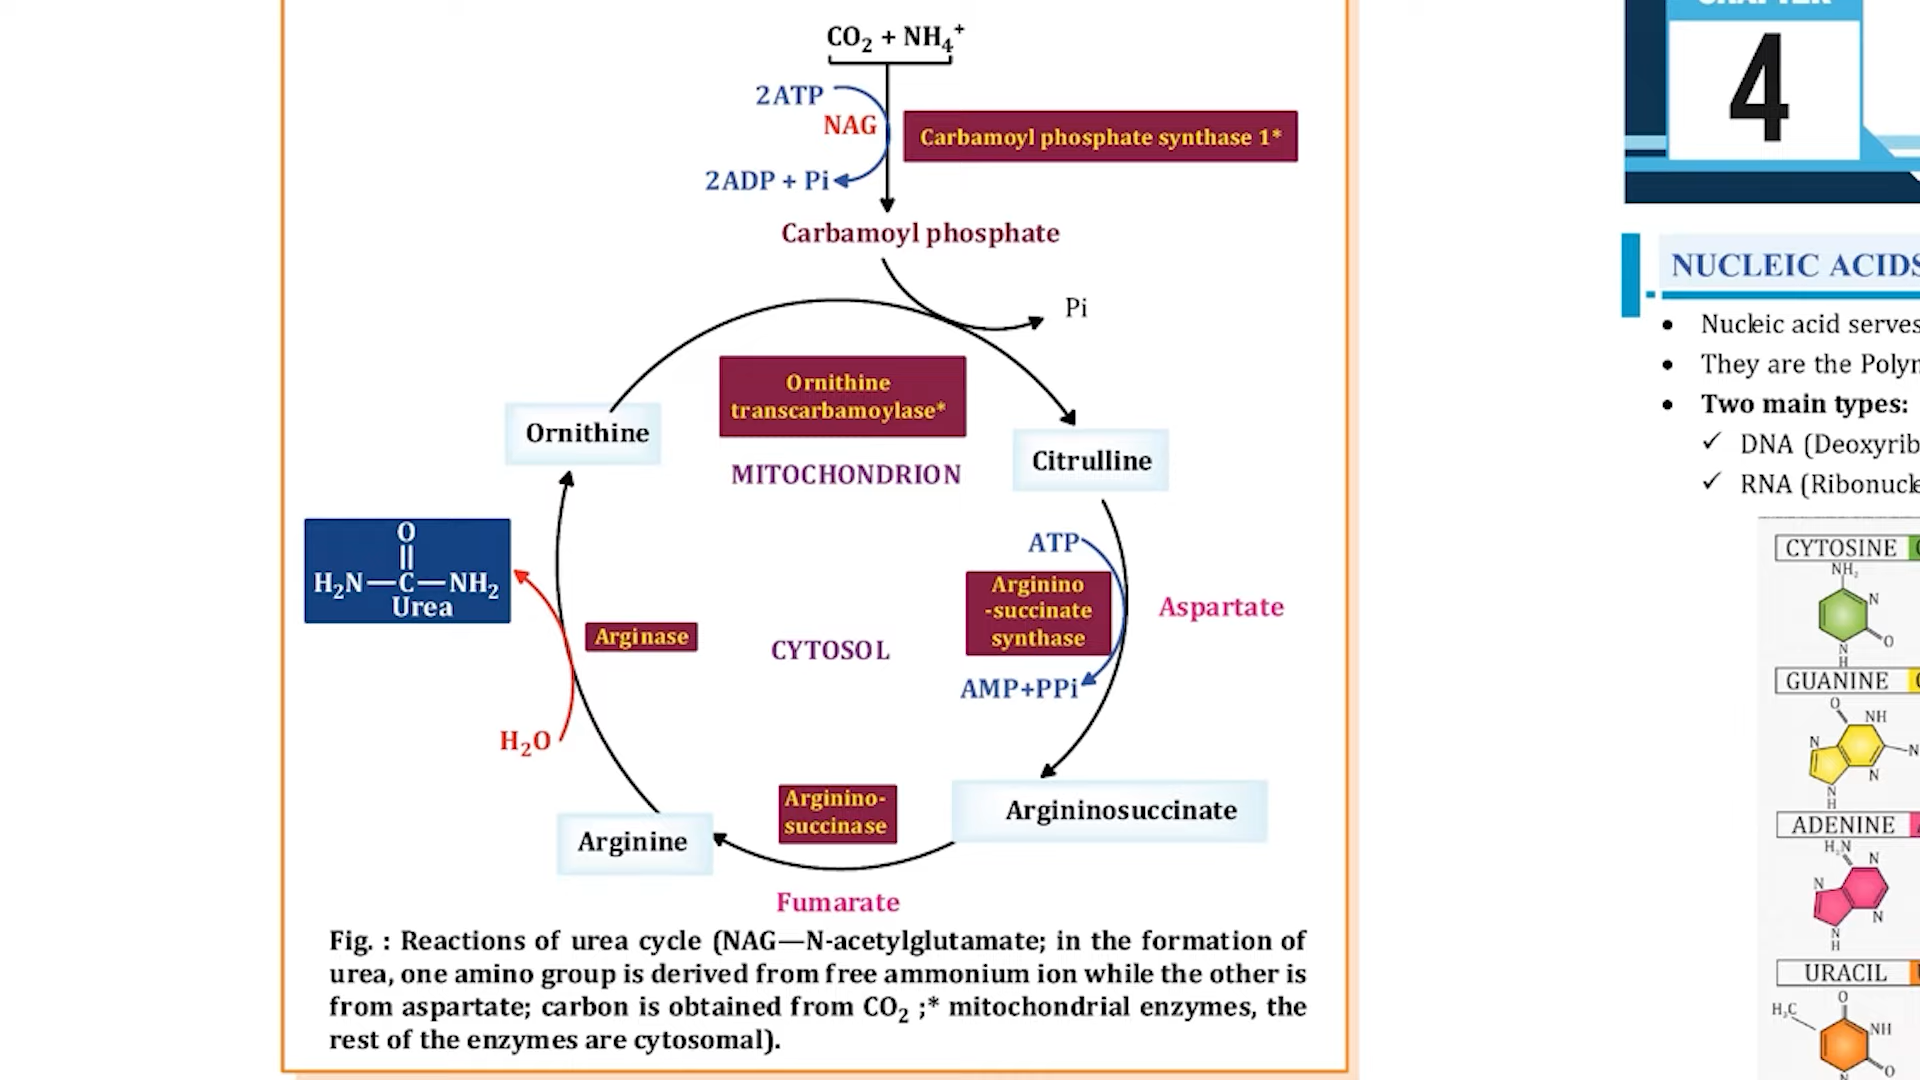 CO₂ + NH₄⁺
2ATP
NAG
Carbamoyl phosphate synthase 1*
2ADP + Pi
Carbamoyl phosphate
Pi
Ornithine
transcarbamoylase*
Ornithine
Citrulline
MITOCHONDRION
O
H₂N—C—NH₂
Urea
ATP
Arginino
-succinate
synthase
Aspartate
Arginase
CYTOSOL
AMP+PPi
H₂O
Arginino-
succinase
Argininosuccinate
Arginine
Fumarate
Fig. : Reactions of urea cycle (NAG—N-acetylglutamate; in the formation of
urea, one amino group is derived from free ammonium ion while the other is
from aspartate; carbon is obtained from CO₂ ;* mitochondrial enzymes, the
rest of the enzymes are cytosomal).
CHAPTER
4
NUCLEIC ACIDS
• Nucleic acid serves
• They are the Polym
• Two main types:
✓ DNA (Deoxyrib
✓ RNA (Ribonucle
CYTOSINE
NH₂
N
O
N
H
GUANINE
O
NH
N
N
N
N
H
ADENINE
H₂N
N
N
N
N
H
URACIL
O
H₃C
NH
O